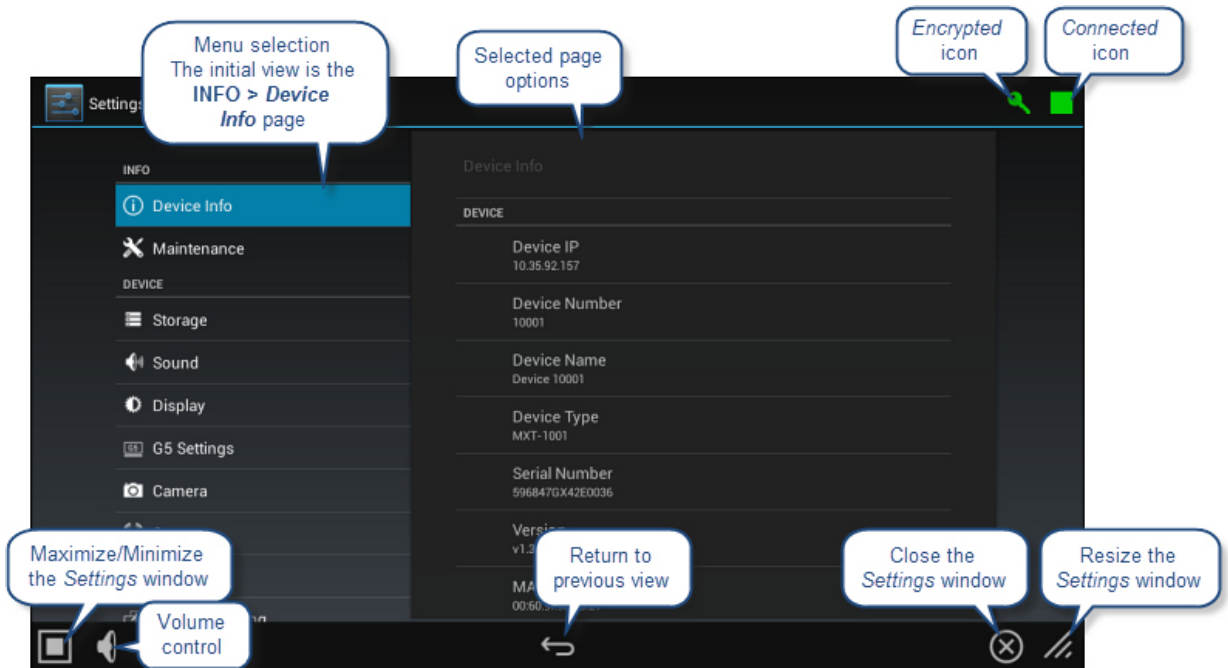 Menu selection
The initial view is the
INFO > Device
Info page
Selected page
options
Encrypted
icon
Connected
icon
INFO
Device Info
Maintenance
DEVICE
Storage
Sound
Display
G5
G5 Settings
Camera
Device Info
DEVICE
Device IP
10.35.92.157
Device Number
10001
Device Name
Device 10001
Device Type
MXT-1001
Serial Number
596847GX42E0036
Maximize/Minimize
the Settings window
Volume
control
Return to
previous view
Close the
Settings window
Resize the
Settings window